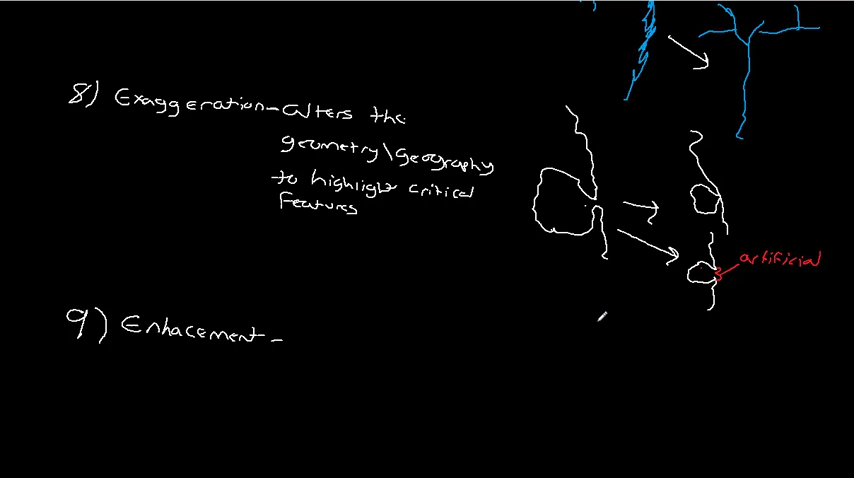 8) Exaggeration - alters the
geometry\geography
to highlight critical
features
artificial
9) Enhacement -